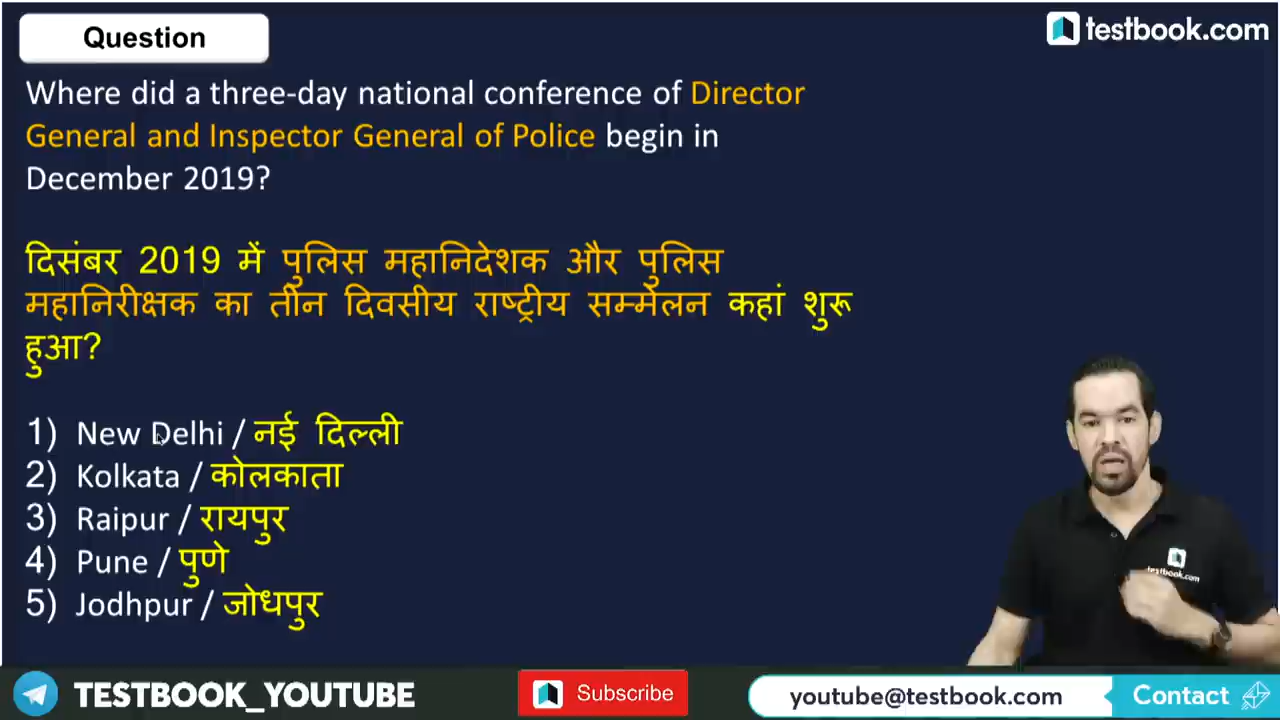 Question
testbook.com
Where did a three-day national conference of Director
General and Inspector General of Police begin in
December 2019?
दिसंबर 2019 में पुलिस महानिदेशक और पुलिस
महानिरीक्षक का तीन दिवसीय राष्ट्रीय सम्मेलन कहां शुरू
हुआ?
1) New Delhi / नई दिल्ली
2) Kolkata / कोलकाता
3) Raipur / रायपुर
4) Pune / पुणे
5) Jodhpur / जोधपुर
testbook.com
TESTBOOK_YOUTUBE
Subscribe
youtube@testbook.com
Contact